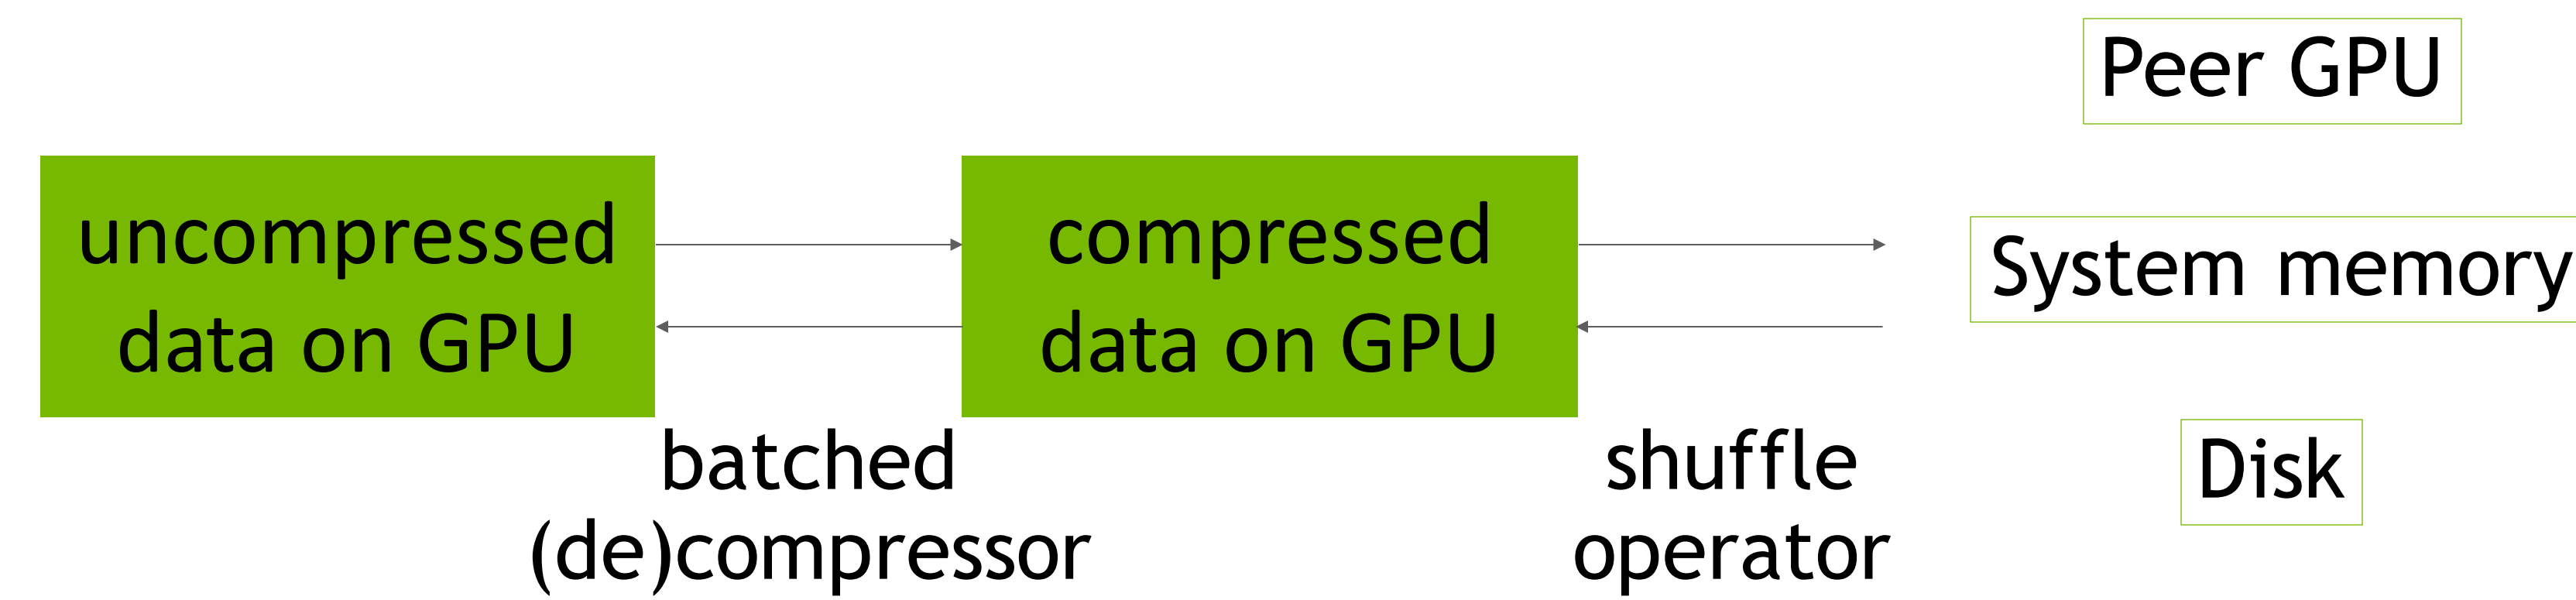 uncompressed
data on GPU
batched
(de)compressor
compressed
data on GPU
shuffle
operator
Peer GPU
System memory
Disk